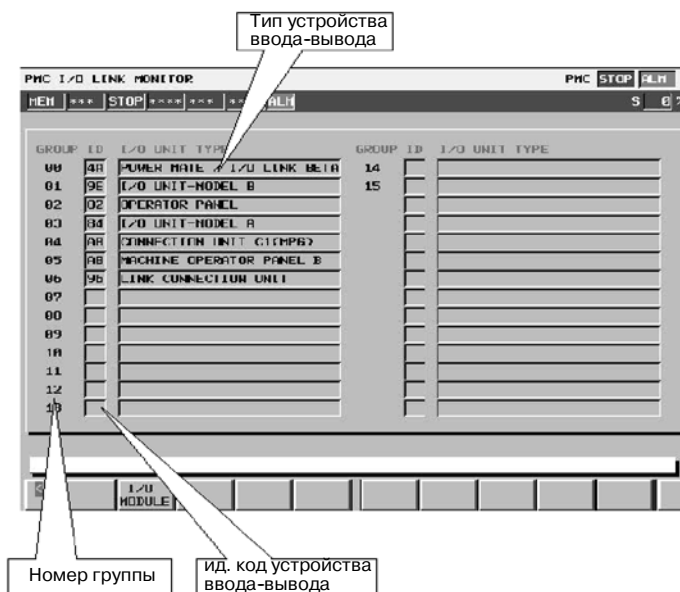 Тип устройства
ввода-вывода
PMC I/O LINK MONITOR PMC STOP ALM
MEM *** STOP **** *** *** ALM S 0%
GROUP ID I/O UNIT TYPE GROUP ID I/O UNIT TYPE
00 4A POWER MATE / I/O LINK BETA 14
01 9E I/O UNIT-MODEL B 15
02 02 OPERATOR PANEL
03 84 I/O UNIT-MODEL A
04 A8 CONNECTION UNIT C1(MPG)
05 A8 MACHINE OPERATOR PANEL B
06 96 LINK CONNECTION UNIT
07
08
09
10
11
12
13
<
I/O
MODULE
Номер группы
ид. код устройства
ввода-вывода